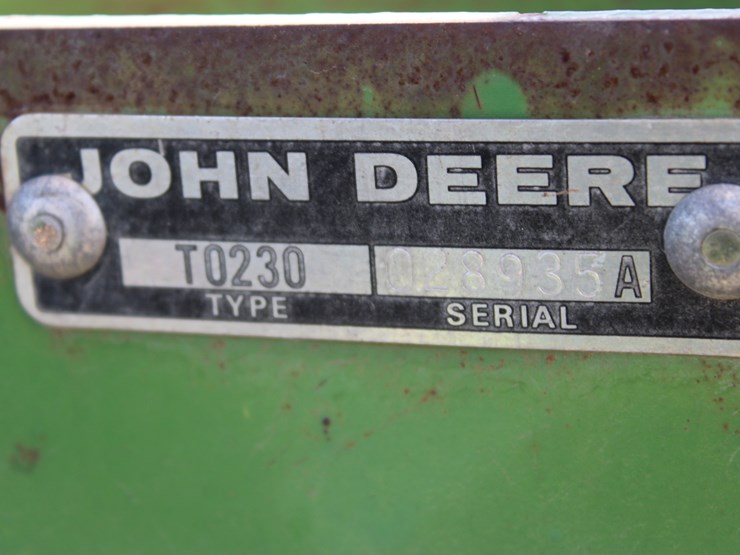 JOHN DEERE
T0230 028935A
TYPE SERIAL